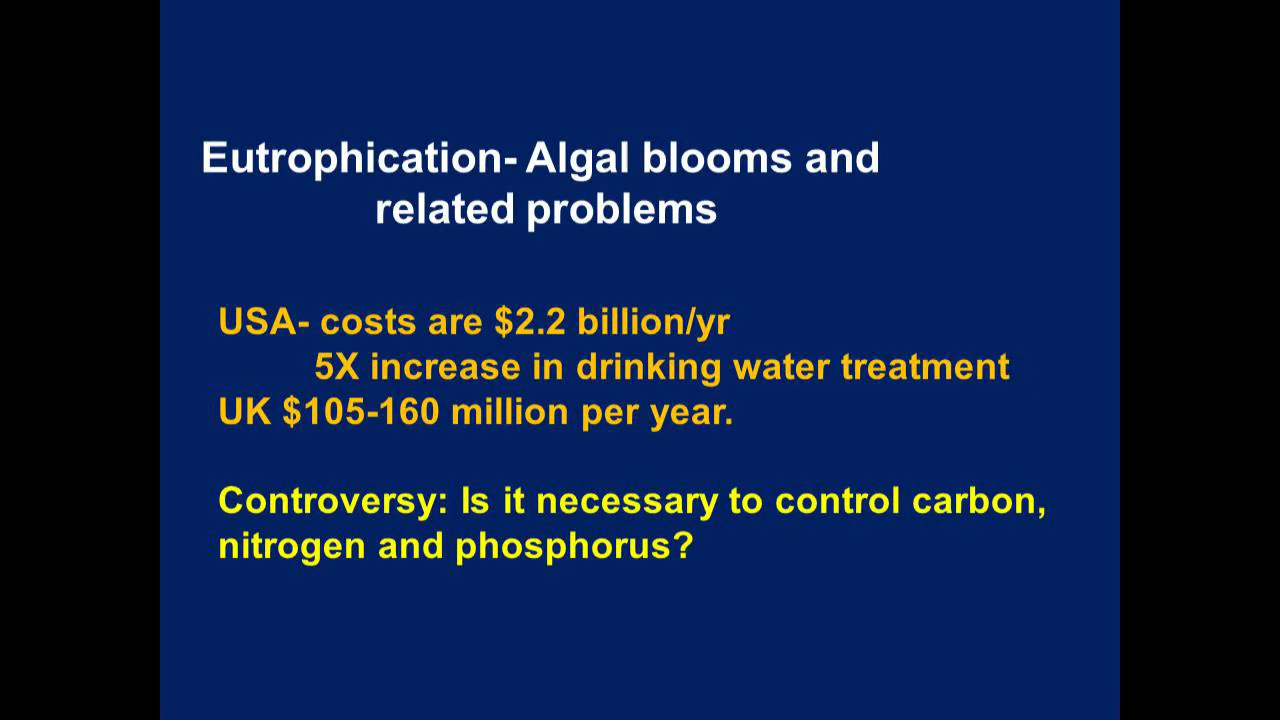 Eutrophication- Algal blooms and
related problems
USA- costs are $2.2 billion/yr
5X increase in drinking water treatment
UK $105-160 million per year.
Controversy: Is it necessary to control carbon,
nitrogen and phosphorus?